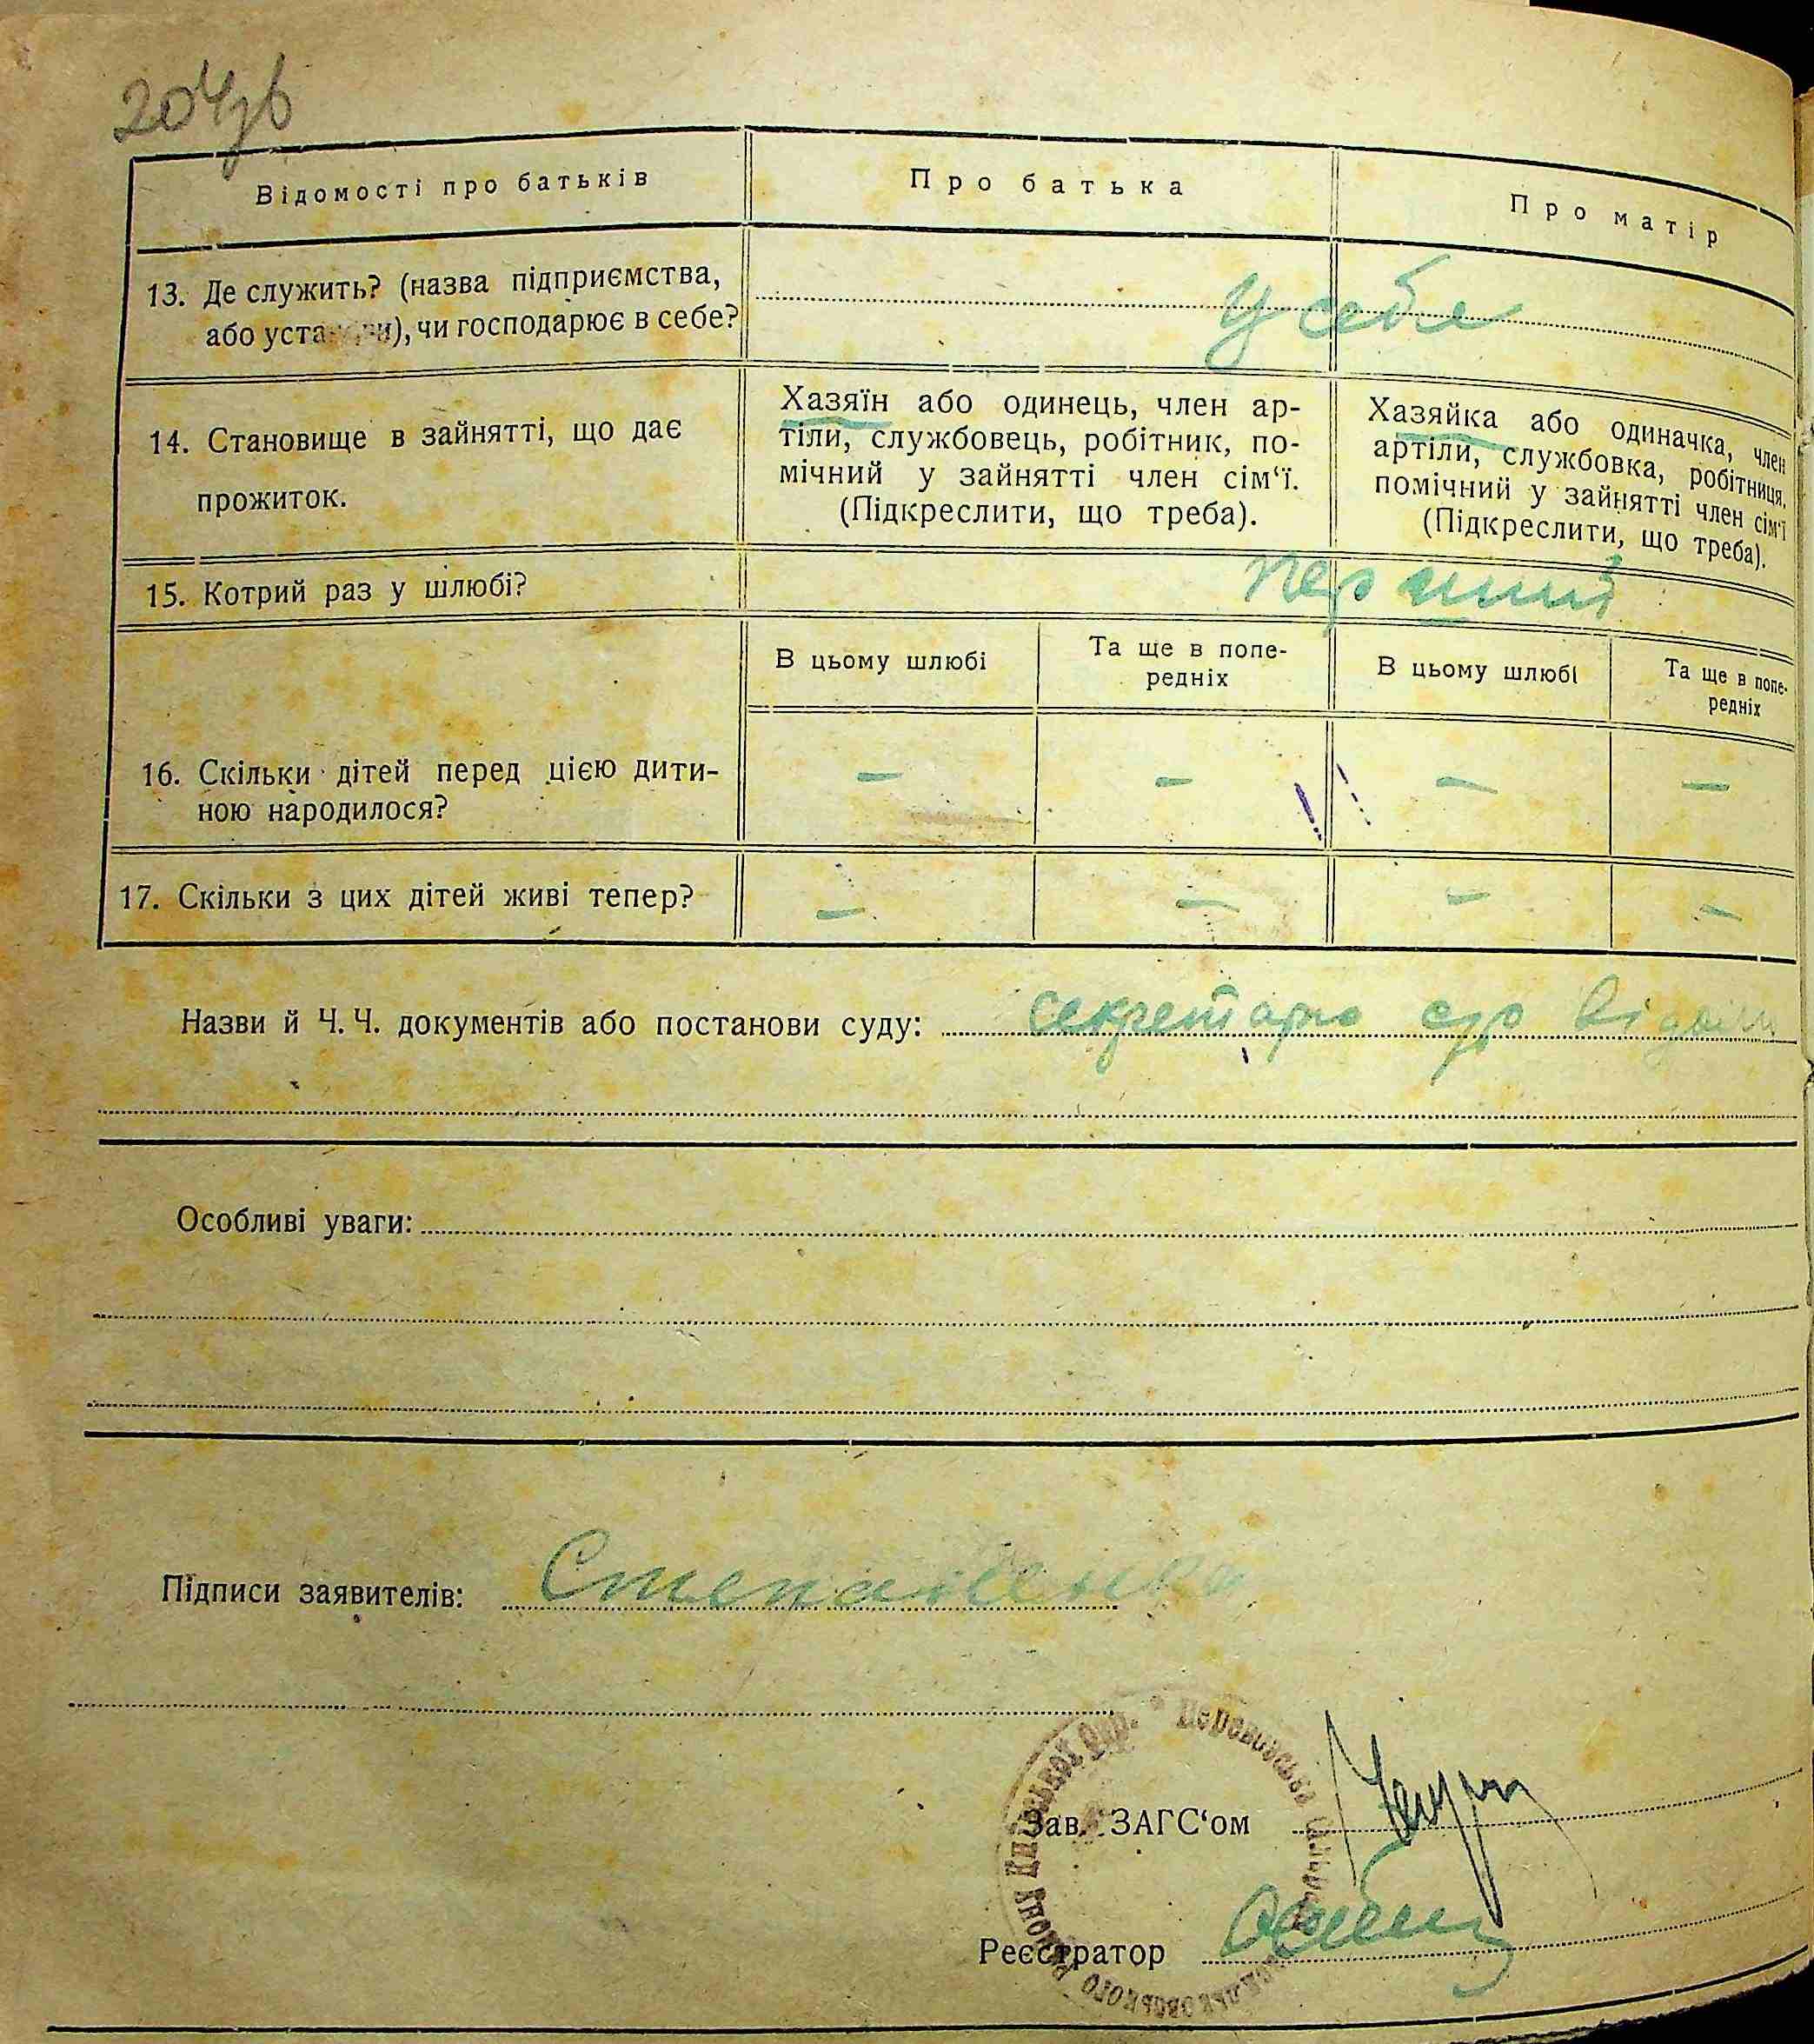 204зв
Відомості про батьків
Про батька
Про матір
13. Де служить? (назва підприємства,
або установи), чи господарює в себе?
у себе
14. Становище в зайнятті, що дає
прожиток.
Хазяїн або одинець, член ар-
тіли, службовець, робітник, по-
мічний у зайнятті член сім‘ї.
(Підкреслити, що треба).
Хазяйка або одиначка, член
артіли, службовка, робітниця,
помічний у зайнятті член сім‘ї
(Підкреслити, що треба).
15. Котрий раз у шлюбі?
перший
В цьому шлюбі
Та ще в попе-
редніх
В цьому шлюбі
Та ще в попе-
редніх
16. Скільки дітей перед цією дити-
ною народилося?
— — — —
17. Скільки з цих дітей живі тепер?
— — — —
Назви й Ч. Ч. документів або постанови суду: секретарю с/р
Особливі уваги:
Підписи заявителів: Степаненко
Зав. ЗАГС‘ом
Реєстратор